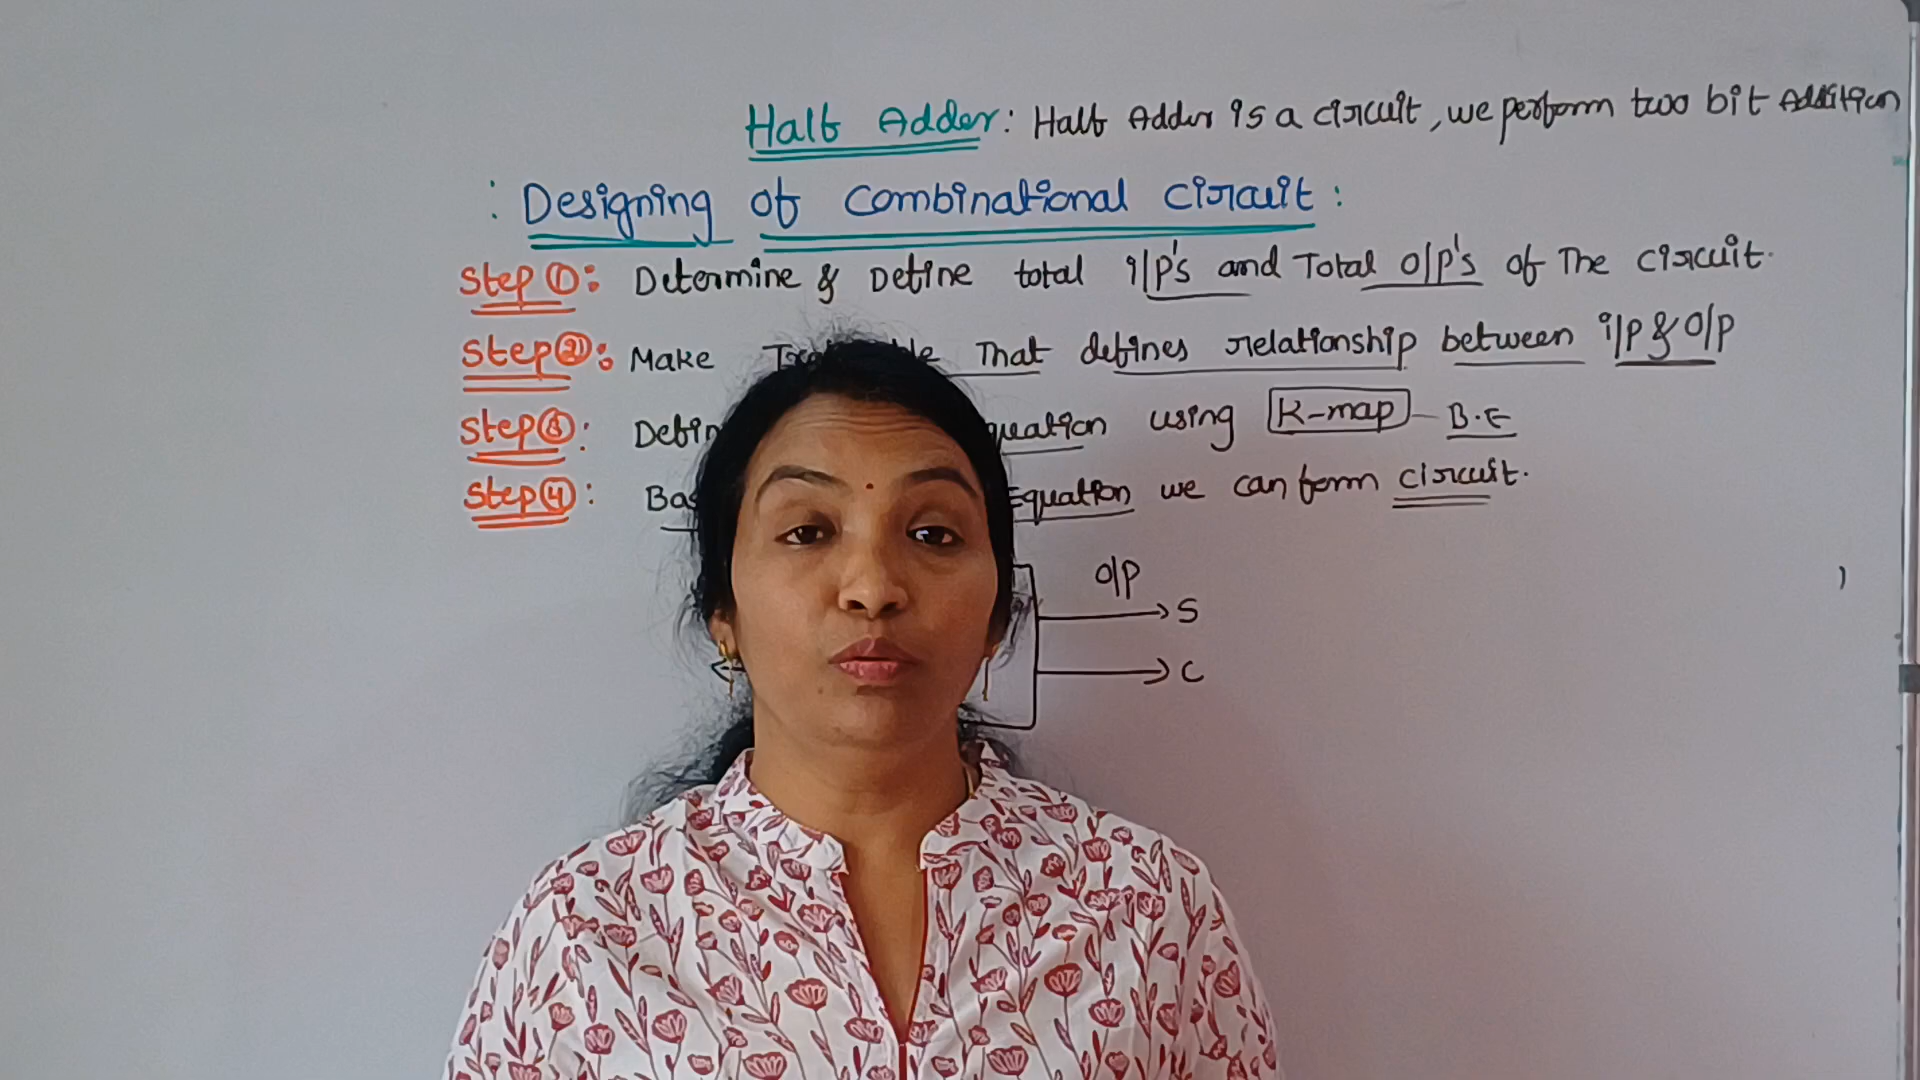 Half Adder: Half Adder is a circuit, we perform two bit Addition
: Designing of Combinational Circuit:
Step 1: Determine & Define total i/p's and Total o/p's of The circuit.
Step 2: Make That defines relationship between i/p & o/p
Step 3: using K-map - B.E
Step 4: Equation we can form circuit.
o/p
S
C